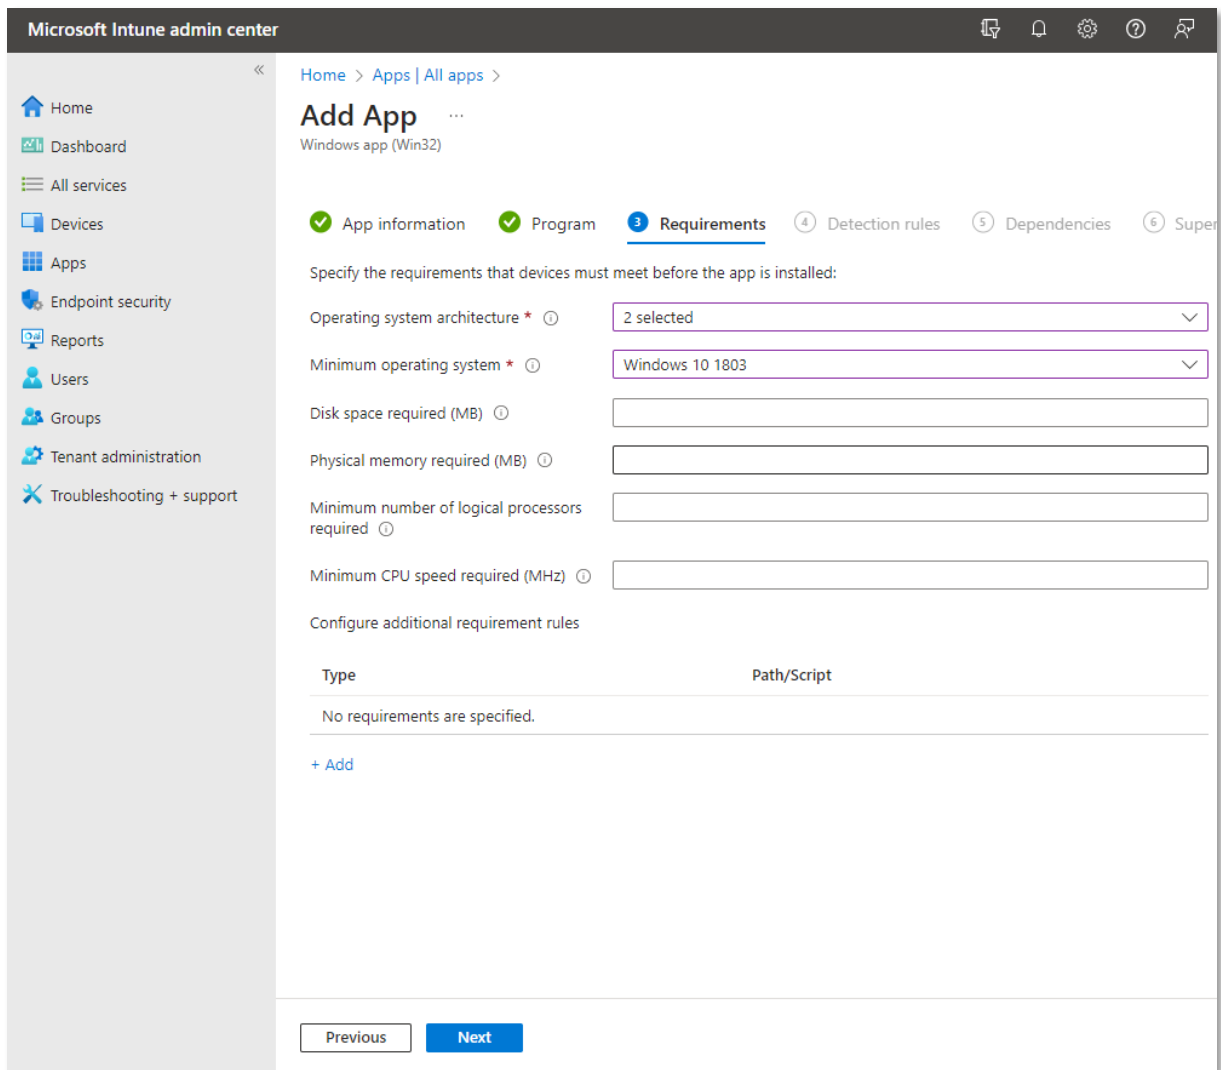 Microsoft Intune admin center
Home > Apps | All apps >
Add App ...
Windows app (Win32)
Home
Dashboard
All services
Devices
Apps
Endpoint security
Reports
Users
Groups
Tenant administration
Troubleshooting + support
App information
Program
3 Requirements
4 Detection rules
5 Dependencies
6 Super
Specify the requirements that devices must meet before the app is installed:
Operating system architecture * 2 selected
Minimum operating system * Windows 10 1803
Disk space required (MB)
Physical memory required (MB)
Minimum number of logical processors
required
Minimum CPU speed required (MHz)
Configure additional requirement rules
Type Path/Script
No requirements are specified.
+ Add
Previous Next